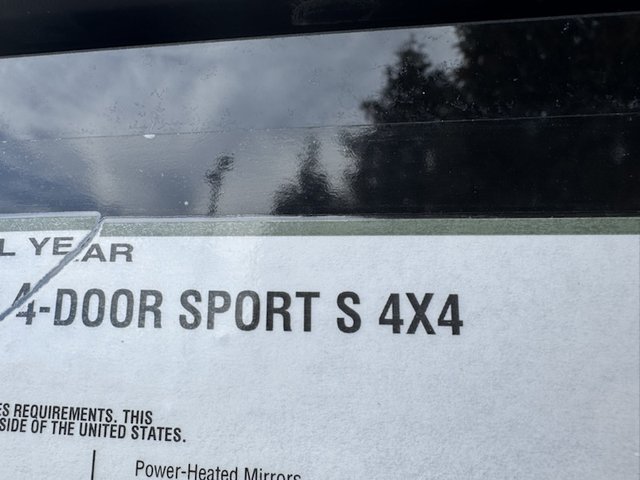 L YEAR
4-DOOR SPORT S 4X4
ES REQUIREMENTS. THIS
SIDE OF THE UNITED STATES.
Power-Heated Mirrors